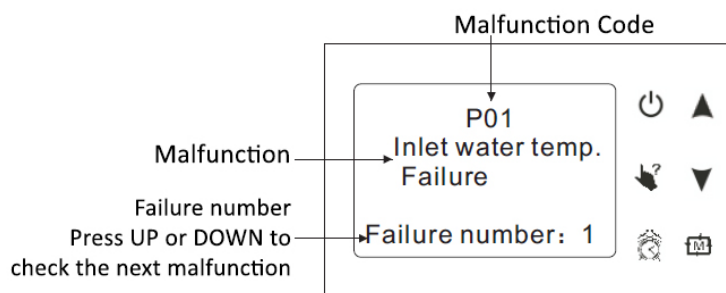 Malfunction Code
P01
Inlet water temp.
Failure
Malfunction
Failure number
Press UP or DOWN to
check the next malfunction
Failure number： 1
?
M